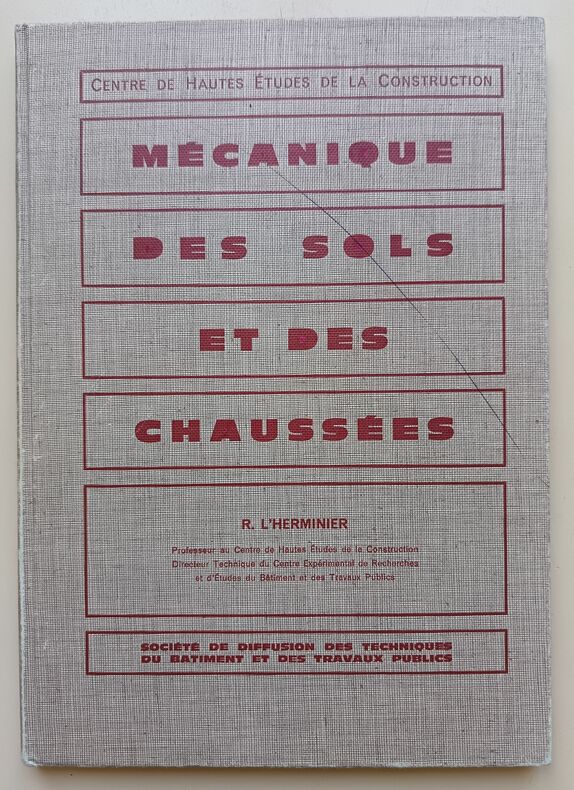 CENTRE DE HAUTES ÉTUDES DE LA CONSTRUCTION
MÉCANIQUE
DES SOLS
ET DES
CHAUSSÉES
R. L'HERMINIER
Professeur au Centre de Hautes Études de la Construction
Directeur Technique du Centre Expérimental de Recherches
et d'Études du Bâtiment et des Travaux Publics
SOCIÉTÉ DE DIFFUSION DES TECHNIQUES
DU BATIMENT ET DES TRAVAUX PUBLICS